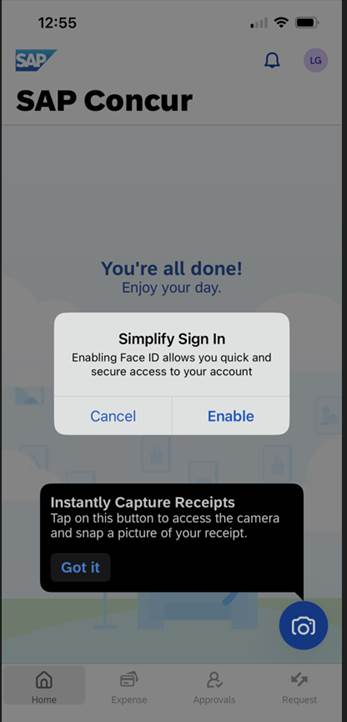 12:55
SAP
LG
SAP Concur
You're all done!
Enjoy your day.
Simplify Sign In
Enabling Face ID allows you quick and
secure access to your account
Cancel
Enable
Instantly Capture Receipts
Tap on this button to access the camera
and snap a picture of your receipt.
Got it
Home
Expense
Approvals
Request